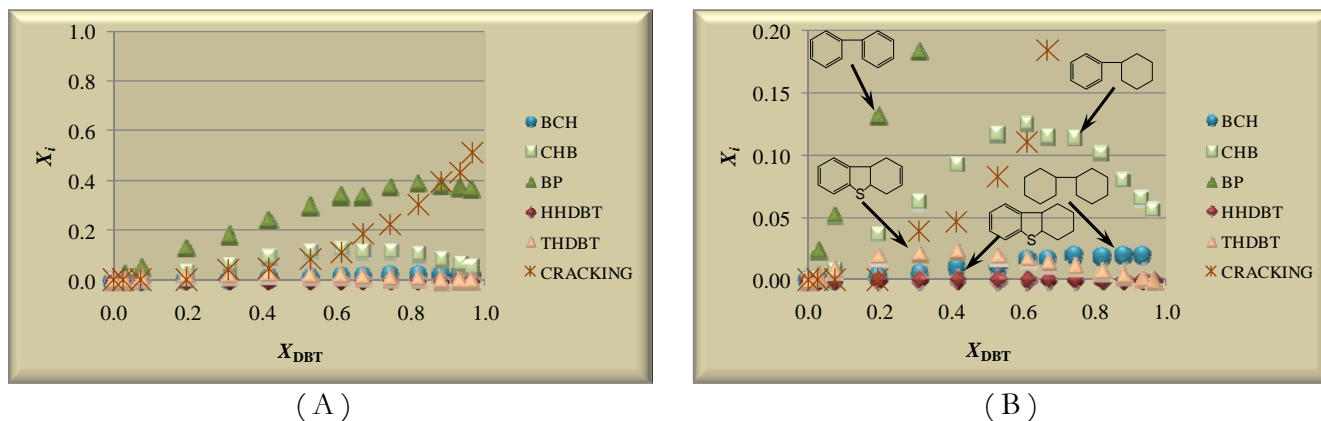 1.0
0.8
0.6
0.4
0.2
0.0
X_i
0.0 0.2 0.4 0.6 0.8 1.0
X_DBT
BCH
CHB
BP
HHDBT
THDBT
CRACKING
( A )
0.20
0.15
0.10
0.05
0.00
X_i
0.0 0.2 0.4 0.6 0.8 1.0
X_DBT
S
S
BCH
CHB
BP
HHDBT
THDBT
CRACKING
( B )